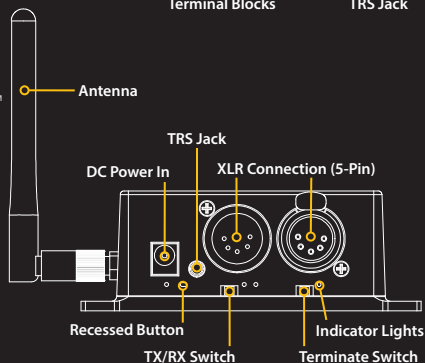 Terminal Blocks TRS Jack
Antenna
TRS Jack
DC Power In XLR Connection (5-Pin)
Recessed Button Indicator Lights
TX/RX Switch Terminate Switch